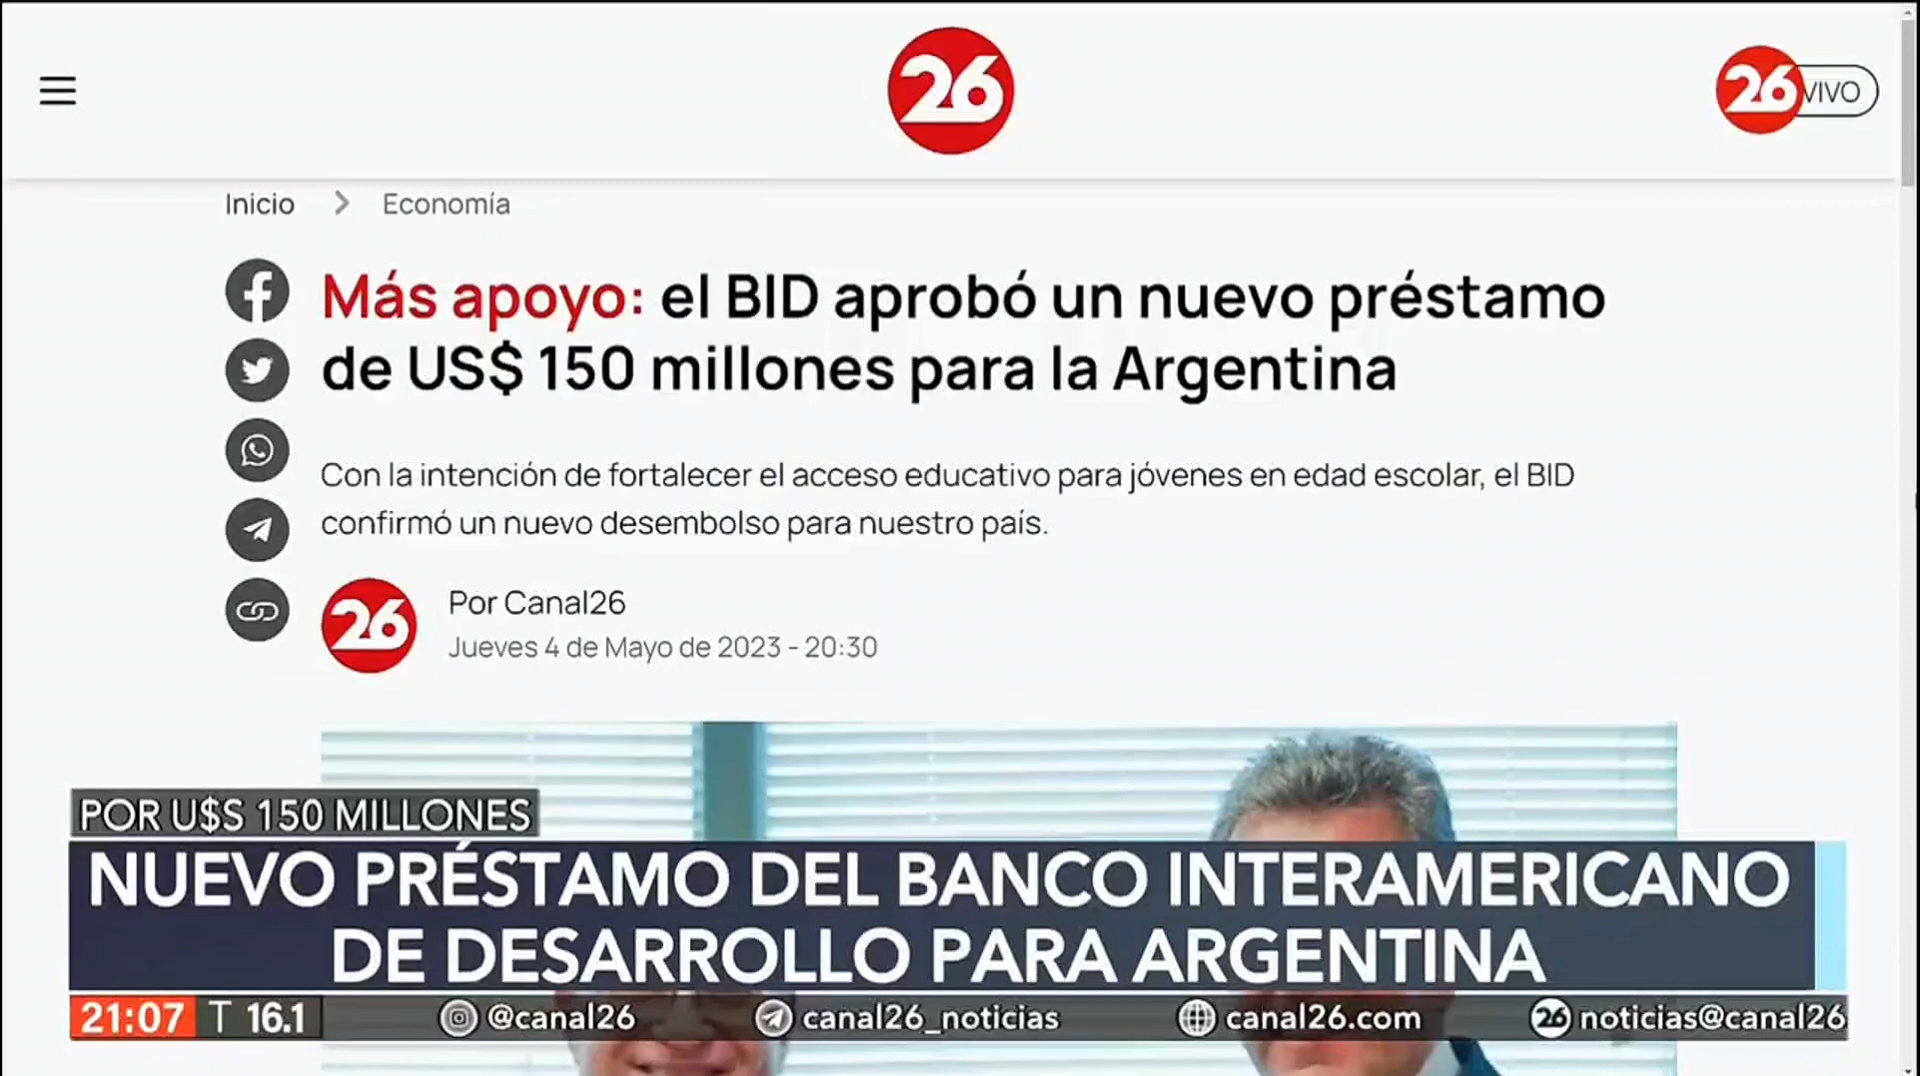 26
26
VIVO
Inicio > Economía
Más apoyo: el BID aprobó un nuevo préstamo
de US$ 150 millones para la Argentina
Con la intención de fortalecer el acceso educativo para jóvenes en edad escolar, el BID
confirmó un nuevo desembolso para nuestro país.
26
Por Canal26
Jueves 4 de Mayo de 2023 - 20:30
POR U$S 150 MILLONES
NUEVO PRÉSTAMO DEL BANCO INTERAMERICANO
DE DESARROLLO PARA ARGENTINA
21:07 T 16.1 @canal26 canal26_noticias canal26.com 26 noticias@canal26